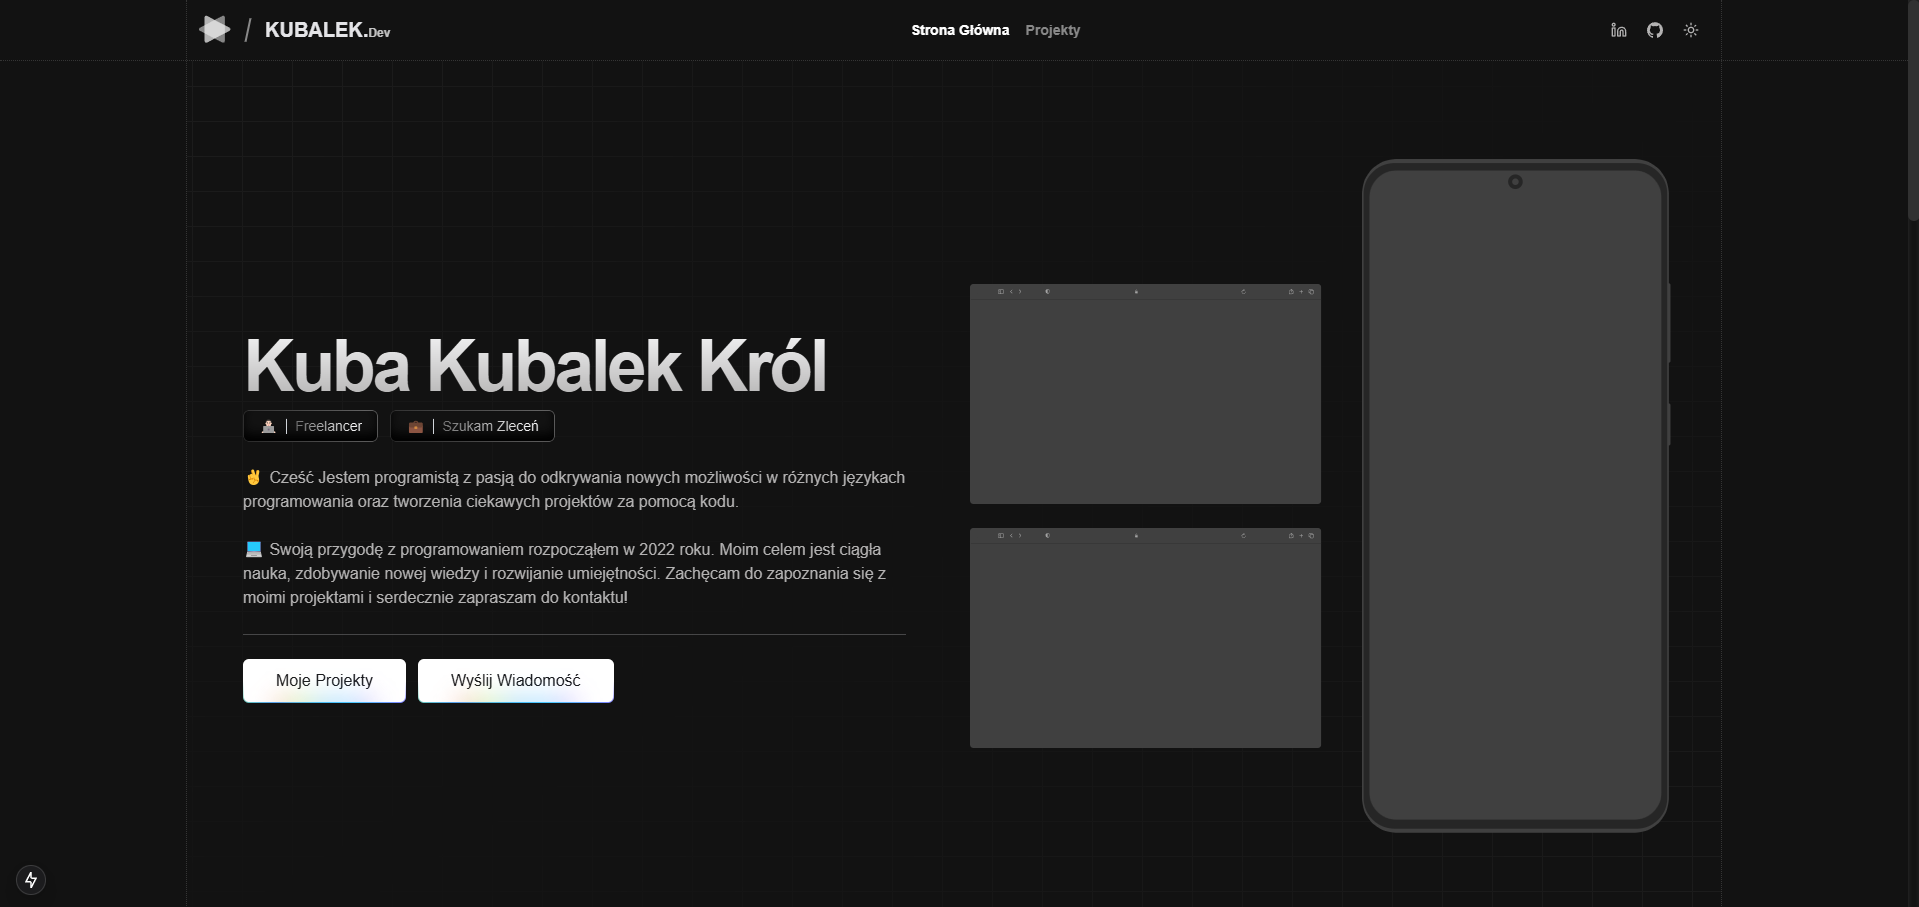 KUBALEK.Dev
Strona Główna
Projekty
Kuba Kubalek Król
Freelancer
Szukam Zleceń
✌️ Cześć Jestem programistą z pasją do odkrywania nowych możliwości w różnych językach
programowania oraz tworzenia ciekawych projektów za pomocą kodu.
💻 Swoją przygodę z programowaniem rozpocząłem w 2022 roku. Moim celem jest ciągła
nauka, zdobywanie nowej wiedzy i rozwijanie umiejętności. Zachęcam do zapoznania się z
moimi projektami i serdecznie zapraszam do kontaktu!
Moje Projekty
Wyślij Wiadomość